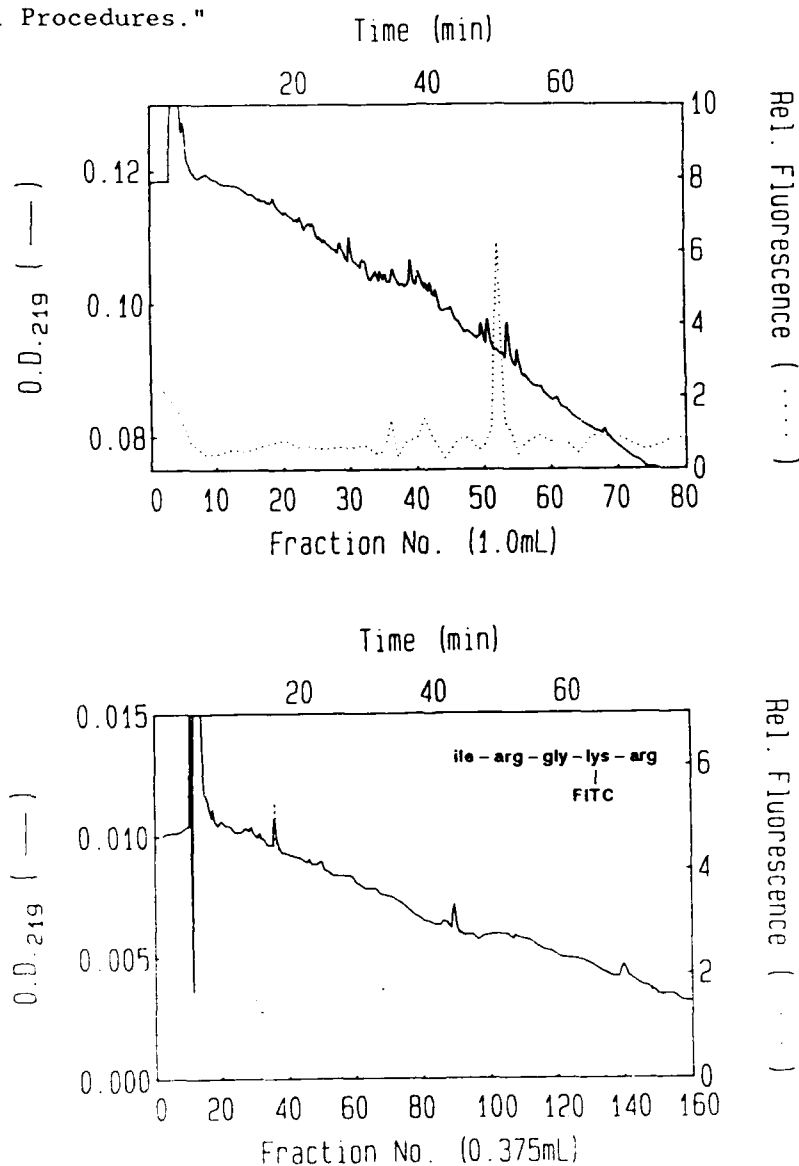 Procedures."
Time (min)
20 40 60
0.12
0.10
0.08
O.D.219 ( — )
10
8
6
4
2
0
Rel. Fluorescence ( .... )
0 10 20 30 40 50 60 70 80
Fraction No. (1.0mL)
Time (min)
20 40 60
0.015
0.010
0.005
0.000
O.D.219 ( — )
ile – arg – gly – lys – arg
FITC
6
4
2
0
Rel. Fluorescence ( . . . )
0 20 40 60 80 100 120 140 160
Fraction No. (0.375mL)